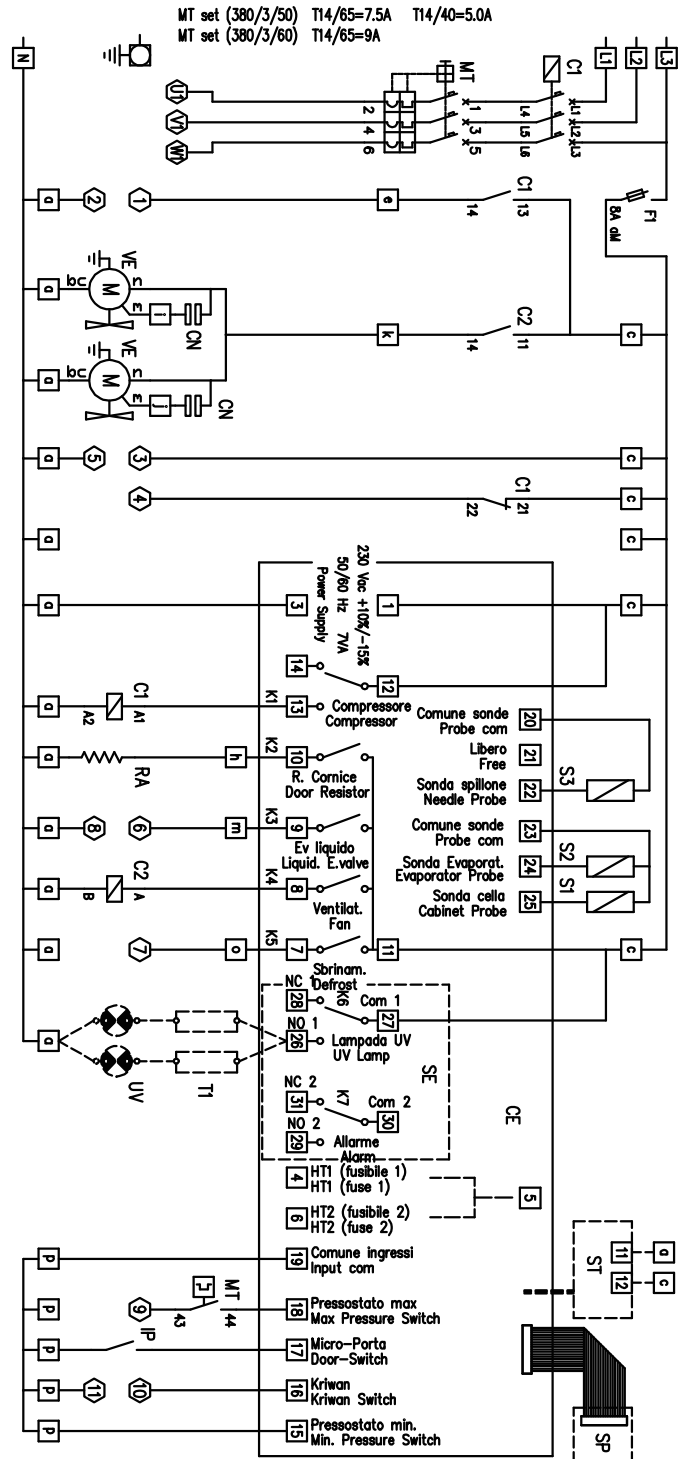 MT set (380/3/50) T14/65=7.5A T14/40=5.0A
MT set (380/3/60) T14/65=9A
N
L1
L2
L3
U1
V1
W1
MT
C1
2
4
6
1
3
5
L4
L5
L6
L1
L2
L3
a
2
1
e
C1
14
13
F1
8A aM
VE
bc
M
r
m
i
CN
k
C2
14
11
c
a
VE
bc
M
r
m
j
CN
a
a
5
3
c
4
C1
22
21
c
a
c
230 Vac +10%/-15%
50/60 Hz 7VA
Power Supply
a
3
1
c
14
12
a
C1
A2
A1
K1
13
Compressore
Compressor
a
RA
h
K2
10
R. Cornice
Door Resistor
a
8
6
m
K3
9
Ev liquido
Liquid. E.valve
a
C2
B
A
K4
8
Ventilat.
Fan
a
7
o
K5
7
11
c
Sbrinam.
Defrost
20
Comune sonde
Probe com
21
Libero
Free
22
Sonda spillone
Needle Probe
S3
23
Comune sonde
Probe com
24
Sonda Evaporat.
Evaporator Probe
S2
25
Sonda cella
Cabinet Probe
S1
NC 1
28
K6
Com 1
27
NO 1
26
Lampada UV
UV Lamp
a
UV
T1
SE
NC 2
31
K7
Com 2
30
NO 2
29
Allarme
Alarm
CE
4
HT1 (fusibile 1)
HT1 (fuse 1)
5
6
HT2 (fusibile 2)
HT2 (fuse 2)
ST
11
a
12
c
p
19
Comune ingressi
Input com
p
9
MT
43
44
18
Pressostato max
Max Pressure Switch
p
IP
17
Micro-Porta
Door-Switch
p
11
10
16
Kriwan
Kriwan Switch
p
15
Pressostato min.
Min. Pressure Switch
SP